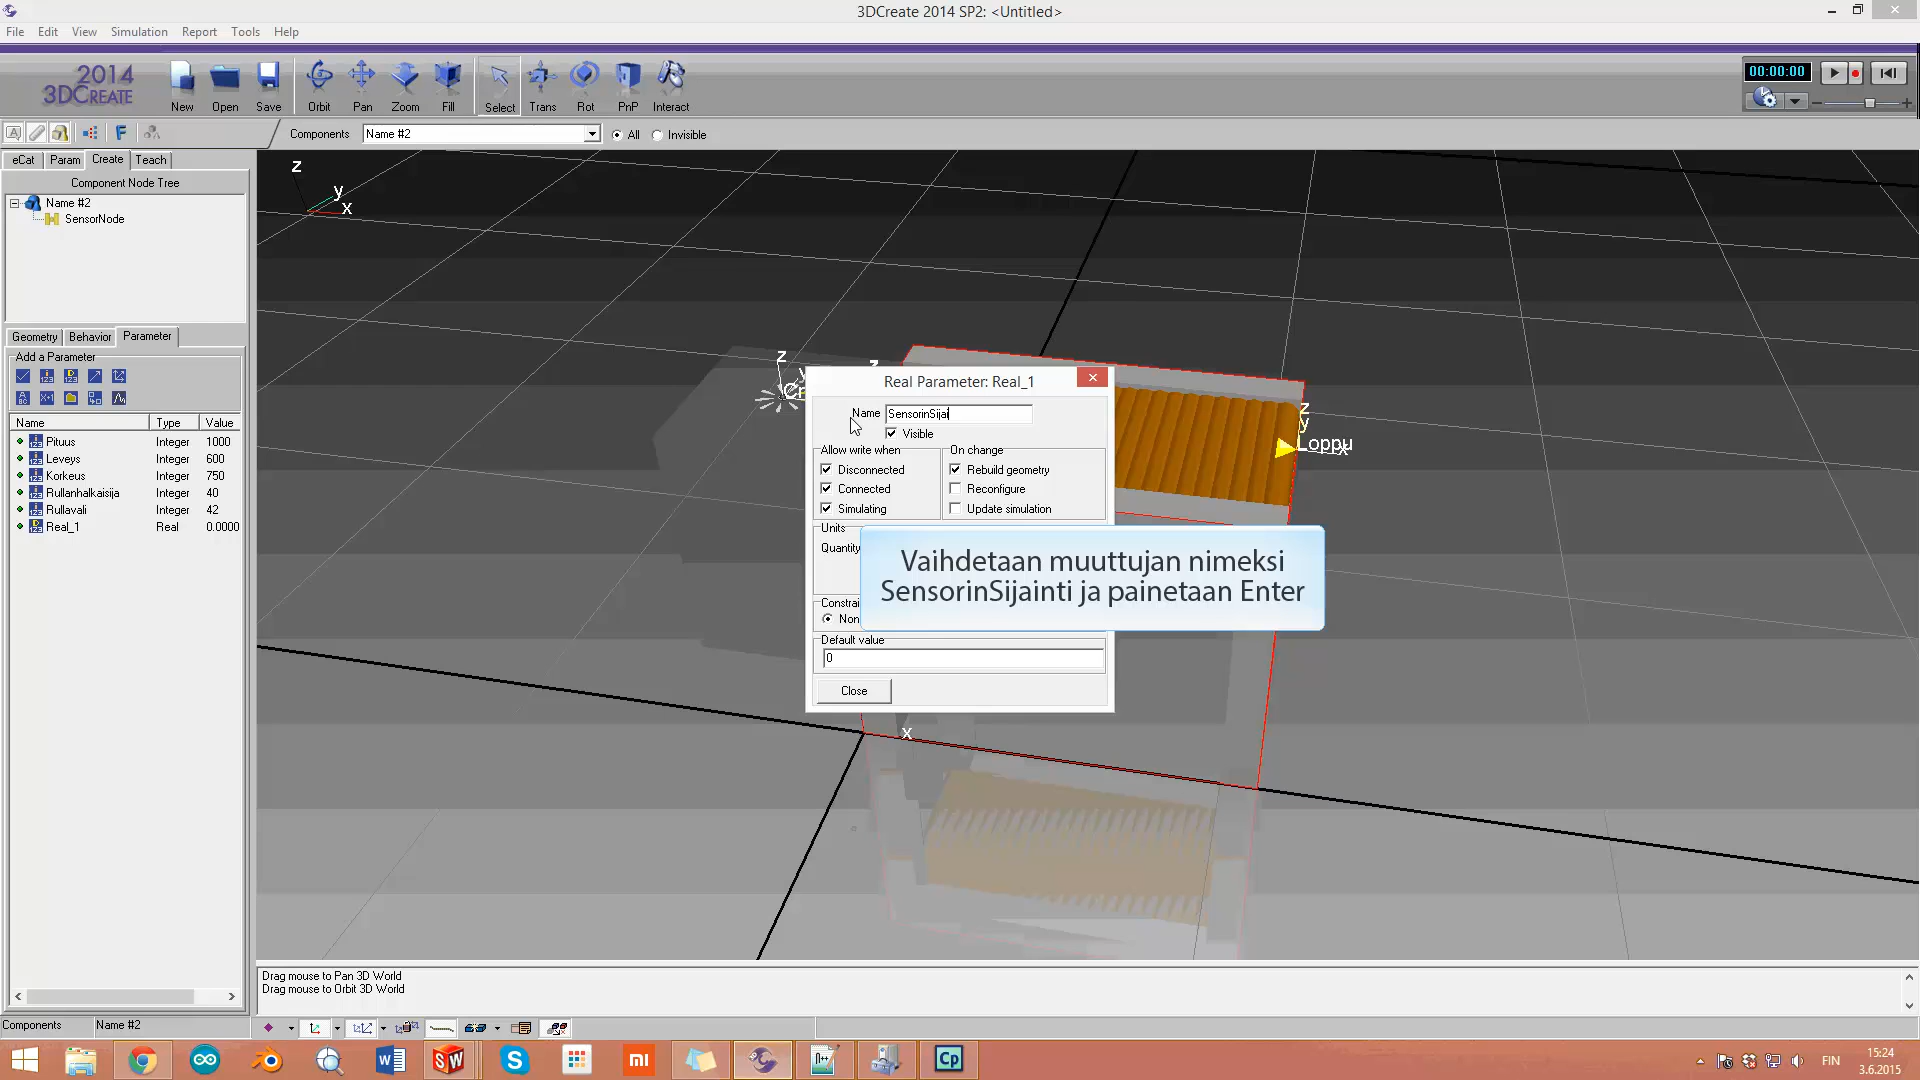 3DCreate 2014 SP2: <Untitled>
File Edit View Simulation Report Tools Help
2014
3DCREATE
New Open Save Orbit Pan Zoom Fill Select Trans Rot PnP Interact
00:00:00
Components Name #2 All Invisible
eCat Param Create Teach
Component Node Tree
Name #2
SensorNode
Geometry Behavior Parameter
Add a Parameter
Name Type Value
Pituus Integer 1000
Leveys Integer 600
Korkeus Integer 750
Rullanhalkaisija Integer 40
Rullavali Integer 42
Real_1 Real 0.0000
z
y
x
z
z
z
y
Loppu
x
x
Real Parameter: Real_1
Name SensorinSijai
Visible
Allow write when On change
Disconnected Rebuild geometry
Connected Reconfigure
Simulating Update simulation
Units
Quantity
Vaihdetaan muuttujan nimeksi
SensorinSijainti ja painetaan Enter
Default value
0
Close
Drag mouse to Pan 3D World
Drag mouse to Orbit 3D World
Components Name #2
FIN
15:24
3.6.2015